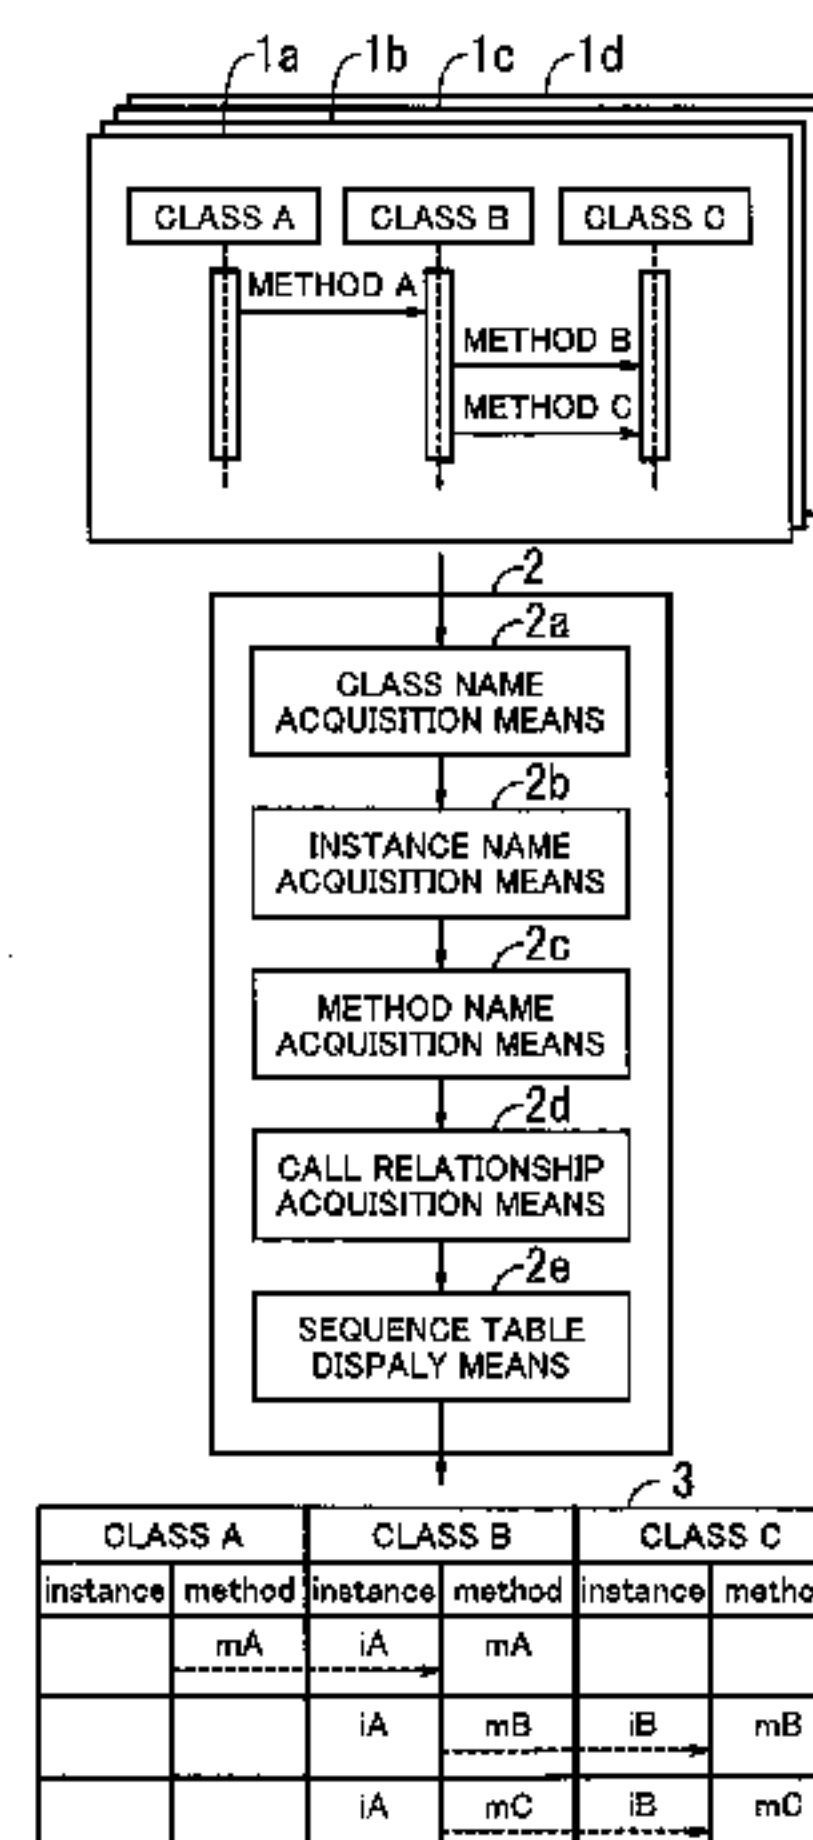 1a 1b 1c 1d
CLASS A CLASS B CLASS C
METHOD A
METHOD B
METHOD C
2
2a
CLASS NAME
ACQUISITION MEANS
2b
INSTANCE NAME
ACQUISITION MEANS
2c
METHOD NAME
ACQUISITION MEANS
2d
CALL RELATIONSHIP
ACQUISITION MEANS
2e
SEQUENCE TABLE
DISPALY MEANS
3
CLASS A CLASS B CLASS C
instance method instance method instance metho
mA iA mA
iA mB iB mB
iA mC iB mC